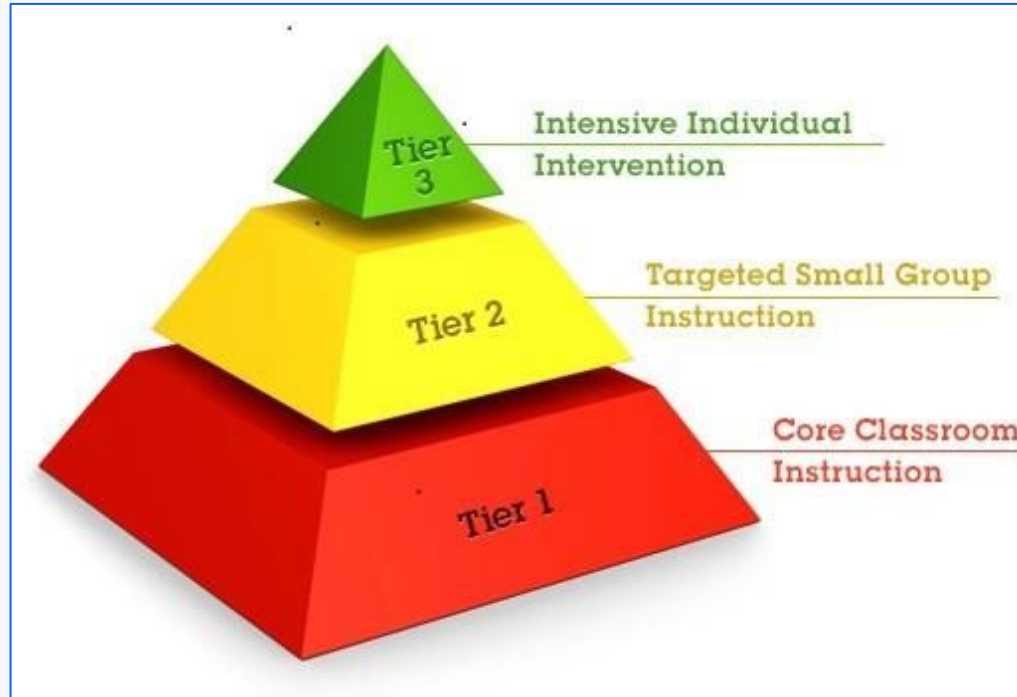 Tier
3
Intensive Individual
Intervention
Tier 2
Targeted Small Group
Instruction
Tier 1
Core Classroom
Instruction